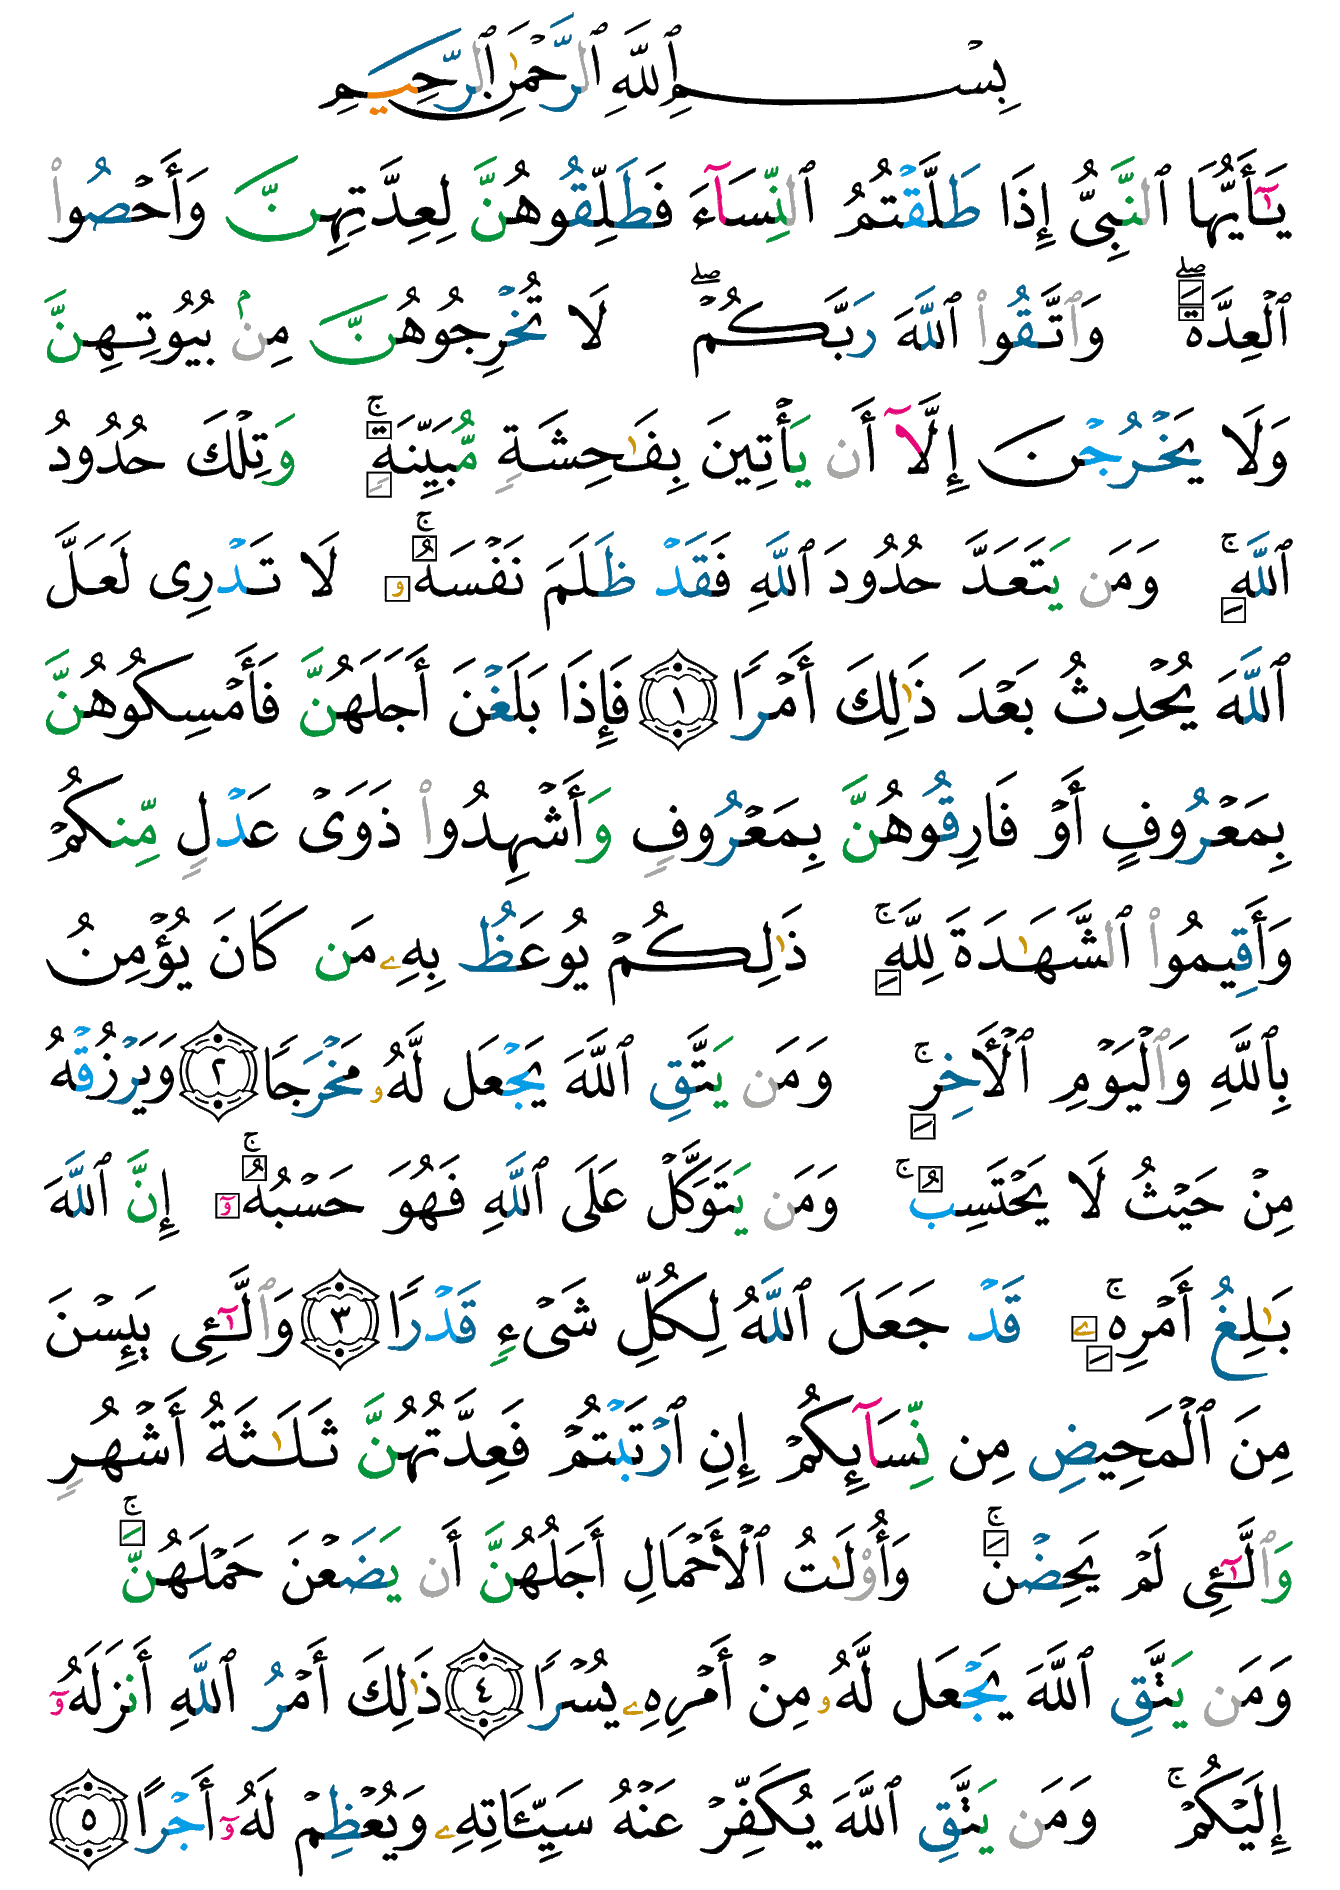 بِسْــــــــمِ ٱللَّهِ ٱلرَّحْمَٰنِ ٱلرَّحِيمِ
يَـٰٓأَيُّهَا ٱلنَّبِىُّ إِذَا طَلَّقْتُمُ ٱلنِّسَآءَ فَطَلِّقُوهُنَّ لِعِدَّتِهِنَّ وَأَحْصُوا۟
ٱلْعِدَّةَ ۖ وَٱتَّقُوا۟ ٱللَّهَ رَبَّكُمْ ۖ لَا تُخْرِجُوهُنَّ مِنۢ بُيُوتِهِنَّ
وَلَا يَخْرُجْنَ إِلَّآ أَن يَأْتِينَ بِفَـٰحِشَةٍ مُّبَيِّنَةٍ ۚ وَتِلْكَ حُدُودُ
ٱللَّهِ ۚ وَمَن يَتَعَدَّ حُدُودَ ٱللَّهِ فَقَدْ ظَلَمَ نَفْسَهُۥ ۚ لَا تَدْرِى لَعَلَّ
ٱللَّهَ يُحْدِثُ بَعْدَ ذَٰلِكَ أَمْرًا ١ فَإِذَا بَلَغْنَ أَجَلَهُنَّ فَأَمْسِكُوهُنَّ
بِمَعْرُوفٍ أَوْ فَارِقُوهُنَّ بِمَعْرُوفٍ وَأَشْهِدُوا۟ ذَوَىْ عَدْلٍ مِّنكُمْ
وَأَقِيمُوا۟ ٱلشَّهَـٰدَةَ لِلَّهِ ۚ ذَٰلِكُمْ يُوعَظُ بِهِۦ مَن كَانَ يُؤْمِنُ
بِٱللَّهِ وَٱلْيَوْمِ ٱلْـَٔاخِرِ ۚ وَمَن يَتَّقِ ٱللَّهَ يَجْعَل لَّهُۥ مَخْرَجًا ٢ وَيَرْزُقْهُ
مِنْ حَيْثُ لَا يَحْتَسِبُ ۚ وَمَن يَتَوَكَّلْ عَلَى ٱللَّهِ فَهُوَ حَسْبُهُۥٓ ۚ إِنَّ ٱللَّهَ
بَـٰلِغُ أَمْرِهِۦ ۚ قَدْ جَعَلَ ٱللَّهُ لِكُلِّ شَىْءٍ قَدْرًا ٣ وَٱلَّـٰٓـِٔى يَئِسْنَ
مِنَ ٱلْمَحِيضِ مِن نِّسَآئِكُمْ إِنِ ٱرْتَبْتُمْ فَعِدَّتُهُنَّ ثَلَـٰثَةُ أَشْهُرٍ
وَٱلَّـٰٓـِٔى لَمْ يَحِضْنَ ۚ وَأُو۟لَـٰتُ ٱلْأَحْمَالِ أَجَلُهُنَّ أَن يَضَعْنَ حَمْلَهُنَّ ۚ
وَمَن يَتَّقِ ٱللَّهَ يَجْعَل لَّهُۥ مِنْ أَمْرِهِۦ يُسْرًا ٤ ذَٰلِكَ أَمْرُ ٱللَّهِ أَنزَلَهُۥٓ
إِلَيْكُمْ ۚ وَمَن يَتَّقِ ٱللَّهَ يُكَفِّرْ عَنْهُ سَيِّـَٔاتِهِۦ وَيُعْظِمْ لَهُۥٓ أَجْرًا ٥